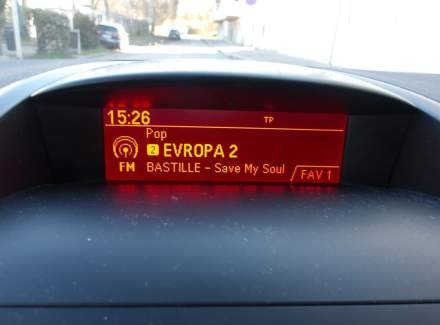 15:26 TP
Pop
2 EVROPA 2
FM BASTILLE - Save My Soul FAV 1